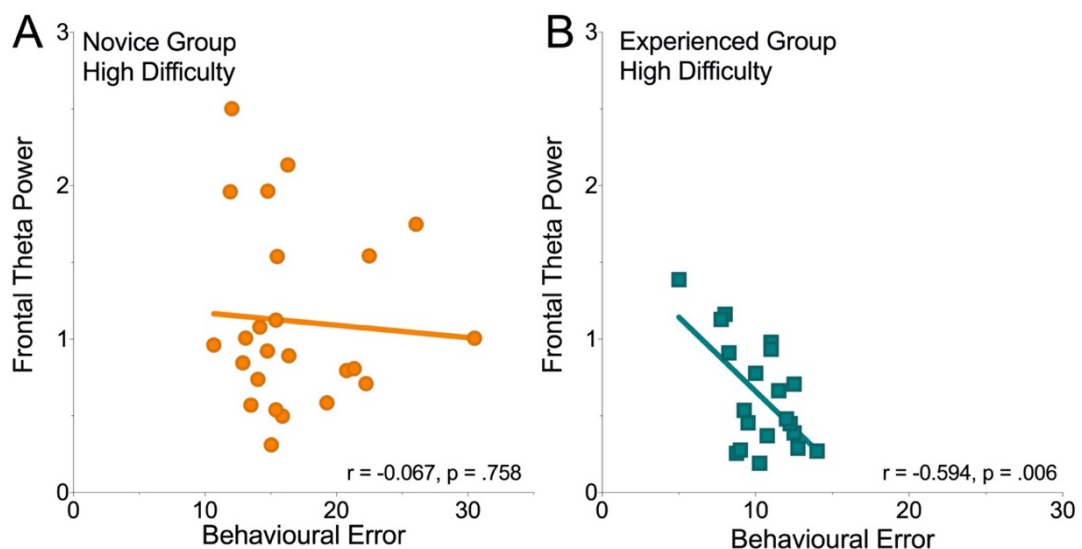 A
Novice Group
High Difficulty
Frontal Theta Power
3
2
1
0
0
10
20
30
r = -0.067, p = .758
Behavioural Error
B
Experienced Group
High Difficulty
Frontal Theta Power
3
2
1
0
0
10
20
30
r = -0.594, p = .006
Behavioural Error